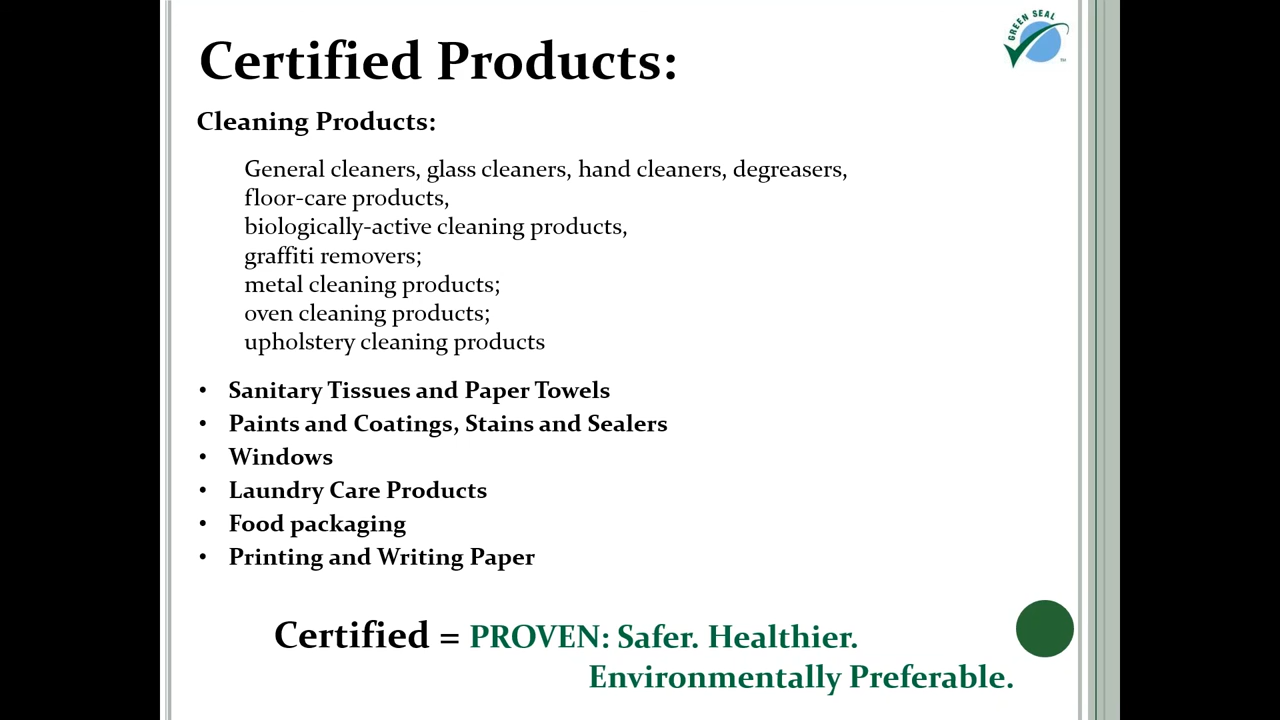 GREEN SEAL
Certified Products:
Cleaning Products:
General cleaners, glass cleaners, hand cleaners, degreasers,
floor-care products,
biologically-active cleaning products,
graffiti removers;
metal cleaning products;
oven cleaning products;
upholstery cleaning products
• Sanitary Tissues and Paper Towels
• Paints and Coatings, Stains and Sealers
• Windows
• Laundry Care Products
• Food packaging
• Printing and Writing Paper
Certified = PROVEN: Safer. Healthier.
Environmentally Preferable.